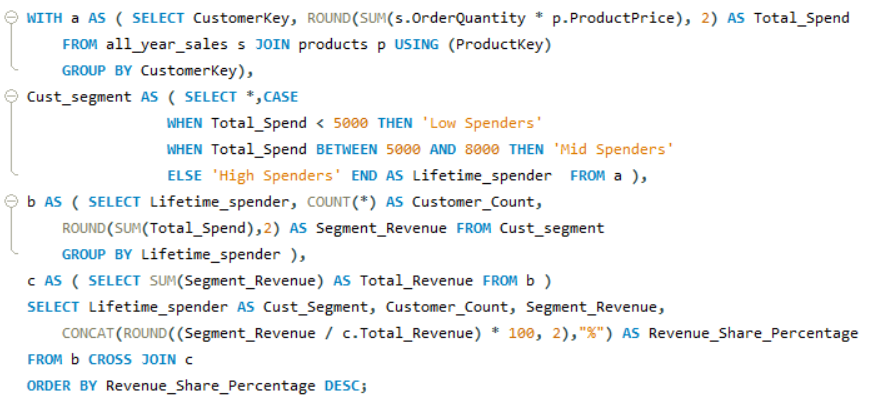 WITH a AS ( SELECT CustomerKey, ROUND(SUM(s.OrderQuantity * p.ProductPrice), 2) AS Total_Spend
FROM all_year_sales s JOIN products p USING (ProductKey)
GROUP BY CustomerKey),
Cust_segment AS ( SELECT *,CASE
WHEN Total_Spend < 5000 THEN 'Low Spenders'
WHEN Total_Spend BETWEEN 5000 AND 8000 THEN 'Mid Spenders'
ELSE 'High Spenders' END AS Lifetime_spender  FROM a ),
b AS ( SELECT Lifetime_spender, COUNT(*) AS Customer_Count,
ROUND(SUM(Total_Spend),2) AS Segment_Revenue FROM Cust_segment
GROUP BY Lifetime_spender ),
c AS ( SELECT SUM(Segment_Revenue) AS Total_Revenue FROM b )
SELECT Lifetime_spender AS Cust_Segment, Customer_Count, Segment_Revenue,
CONCAT(ROUND((Segment_Revenue / c.Total_Revenue) * 100, 2),"%") AS Revenue_Share_Percentage
FROM b CROSS JOIN c
ORDER BY Revenue_Share_Percentage DESC;